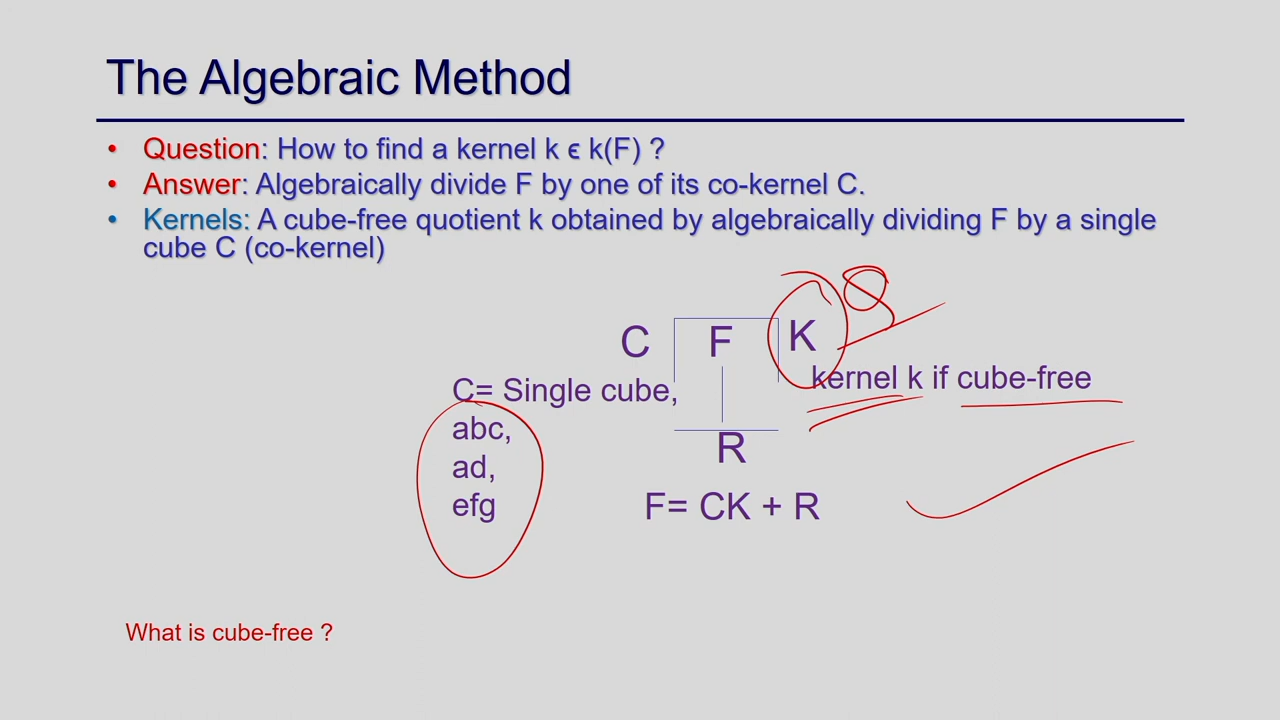 The Algebraic Method
• Question: How to find a kernel k ϵ k(F) ?
• Answer: Algebraically divide F by one of its co-kernel C.
• Kernels: A cube-free quotient k obtained by algebraically dividing F by a single
cube C (co-kernel)
C F K
C= Single cube,
kernel k if cube-free
abc,
R
ad,
efg
F= CK + R
What is cube-free ?